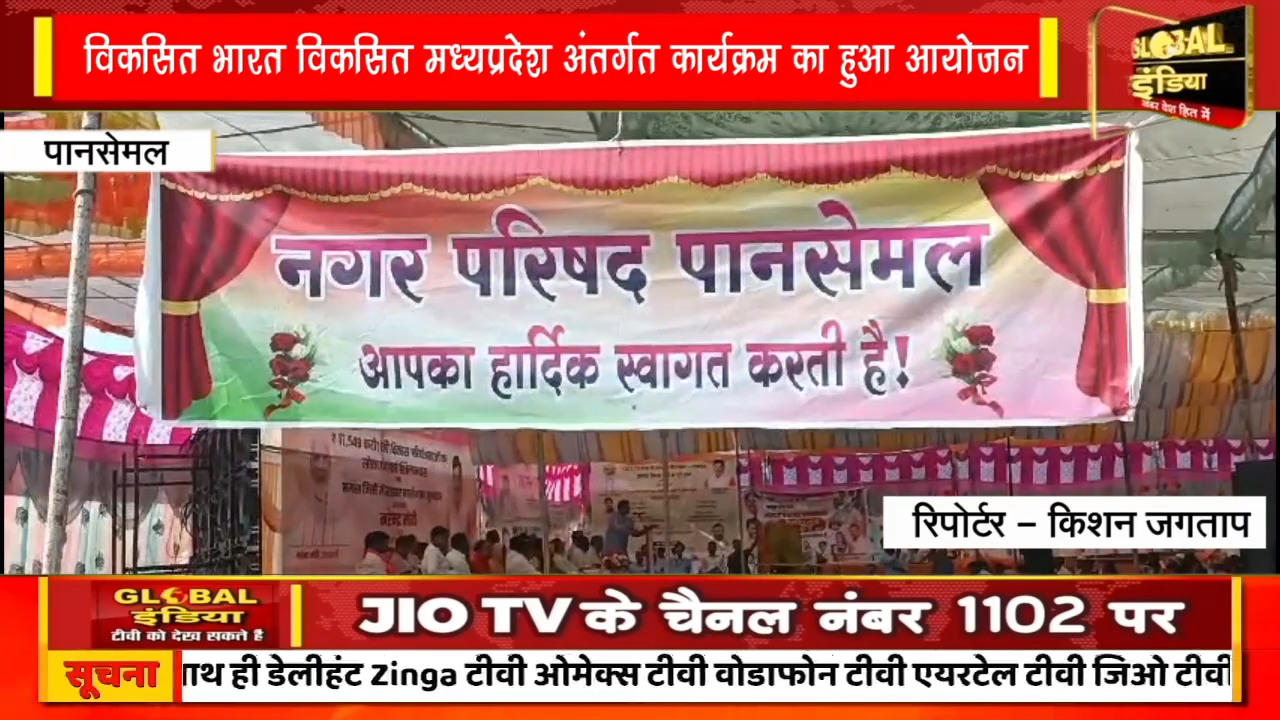 विकसित भारत विकसित मध्यप्रदेश अंतर्गत कार्यक्रम का हुआ आयोजन
GLOBAL
इंडिया
खबर देश हित में
पानसेमल
नगर परिषद पानसेमल
आपका हार्दिक स्वागत करती है!
रिपोर्टर – किशन जगताप
GLOBAL
इंडिया
टीवी को देख सकते है
JIO TV के चैनल नंबर 1102 पर
सूचना
ही डेलीहंट Zinga टीवी ओमेक्स टीवी वोडाफोन टीवी एयरटेल टीवी जिओ टीवी